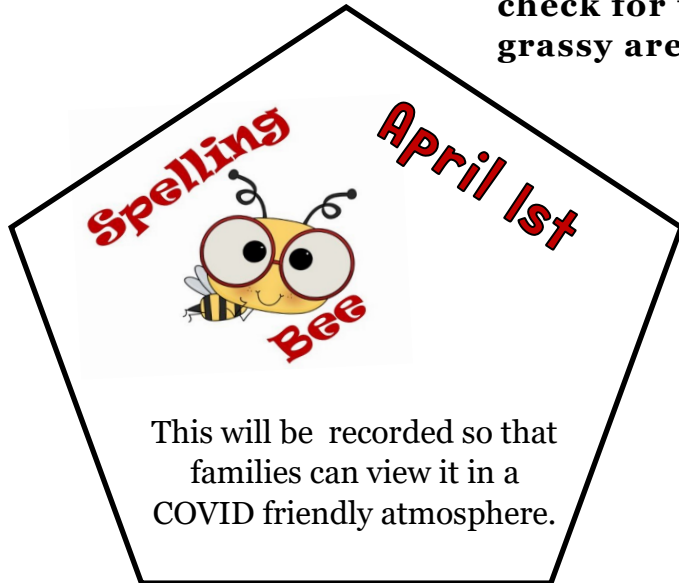 check for
grassy are
Spelling
Bee
April 1st
This will be recorded so that
families can view it in a
COVID friendly atmosphere.